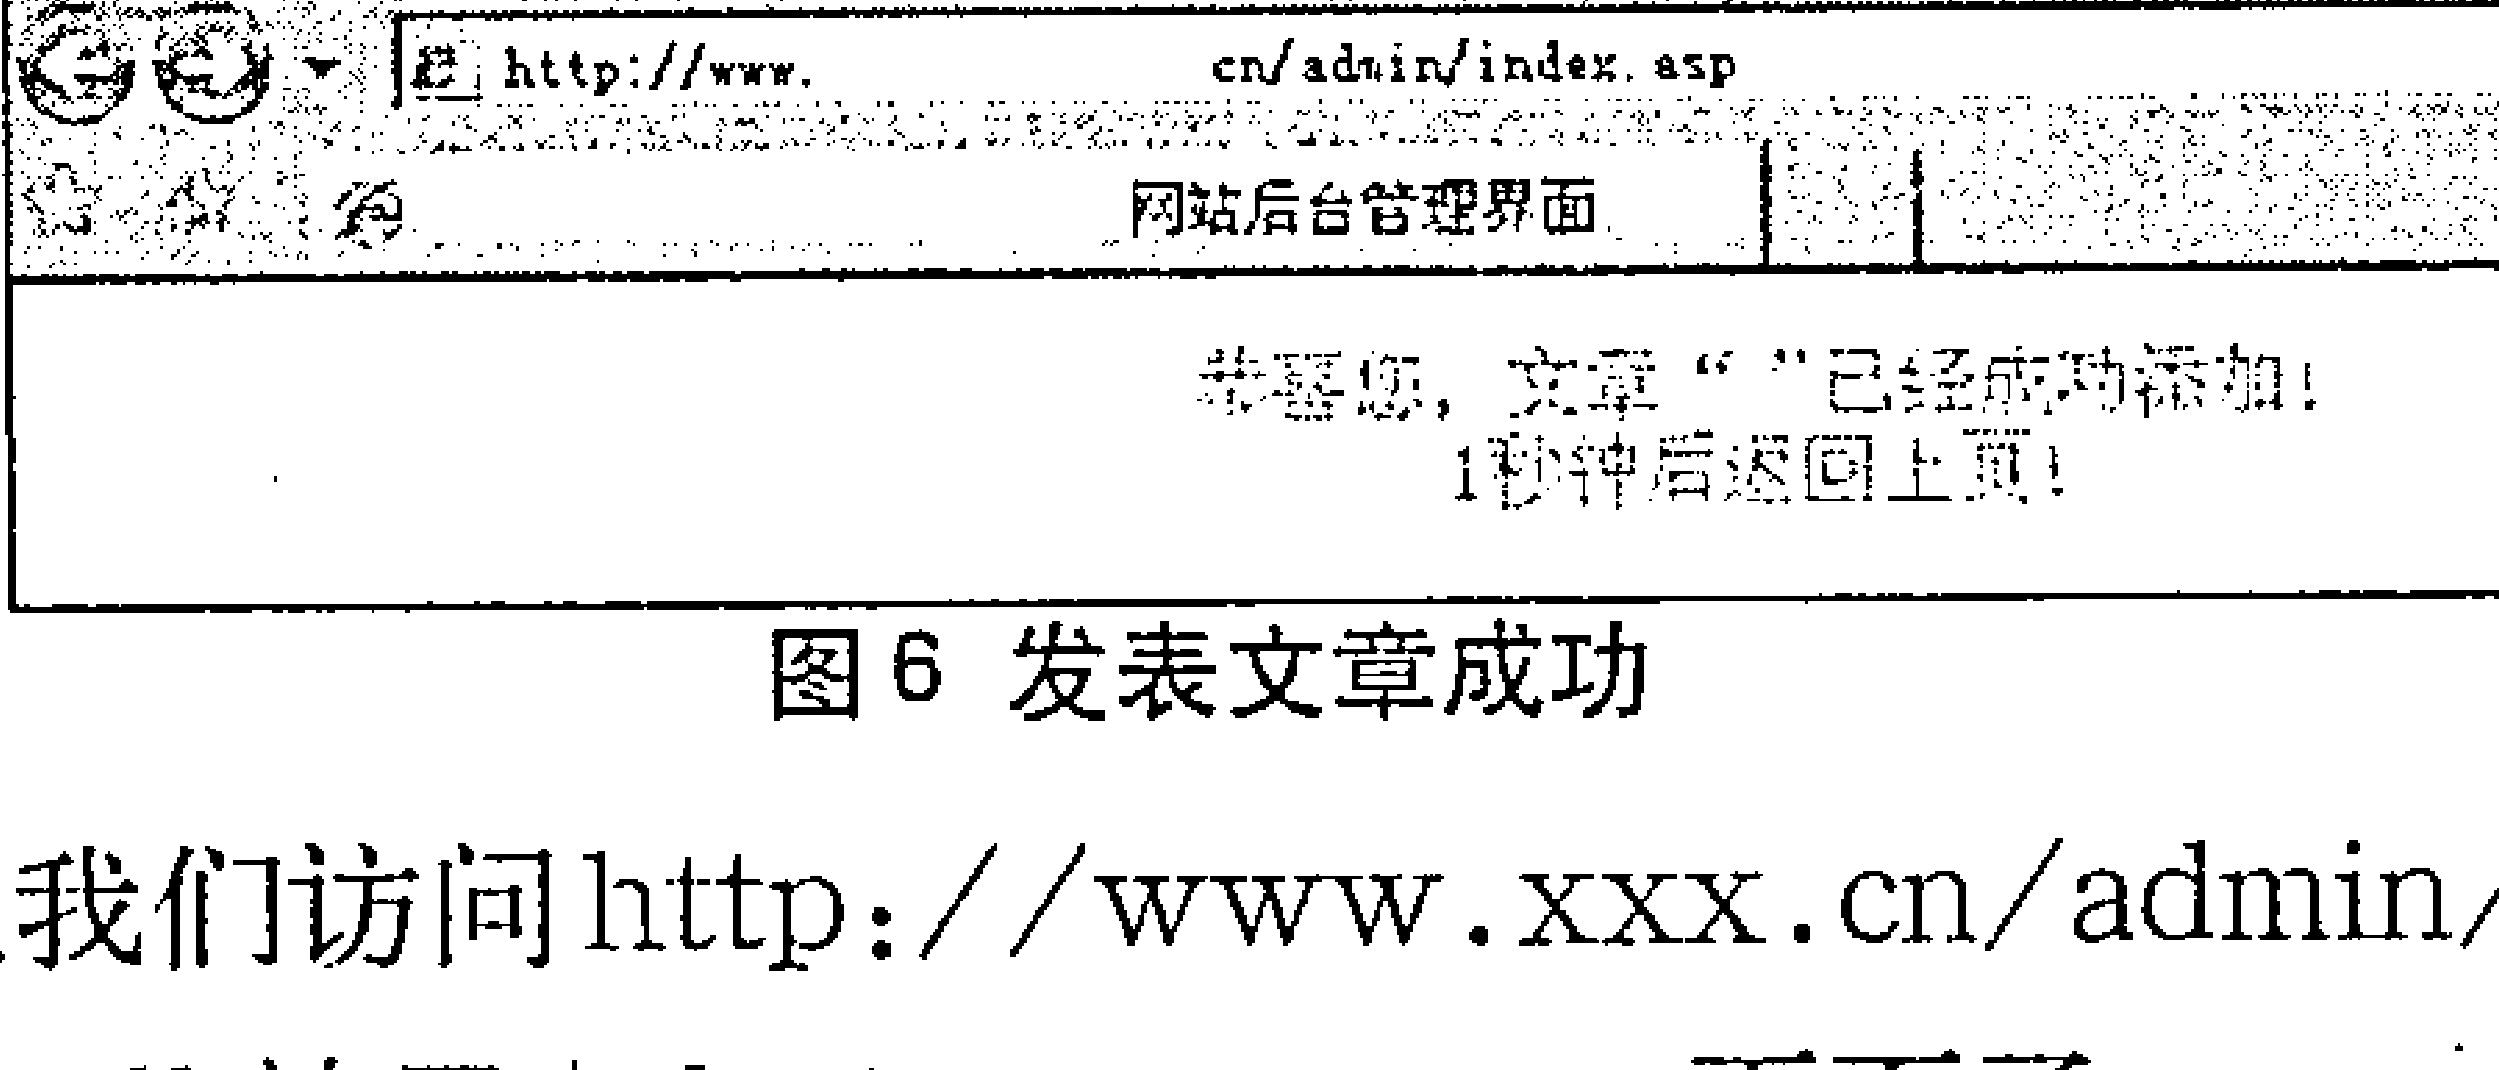 http://www. cn/admin/index.asp
网站后台管理界面
恭喜您，文章“ ”已经成功添加！
1秒钟后返回上页！
图6 发表文章成功
我们访问http://www.xxx.cn/admin/